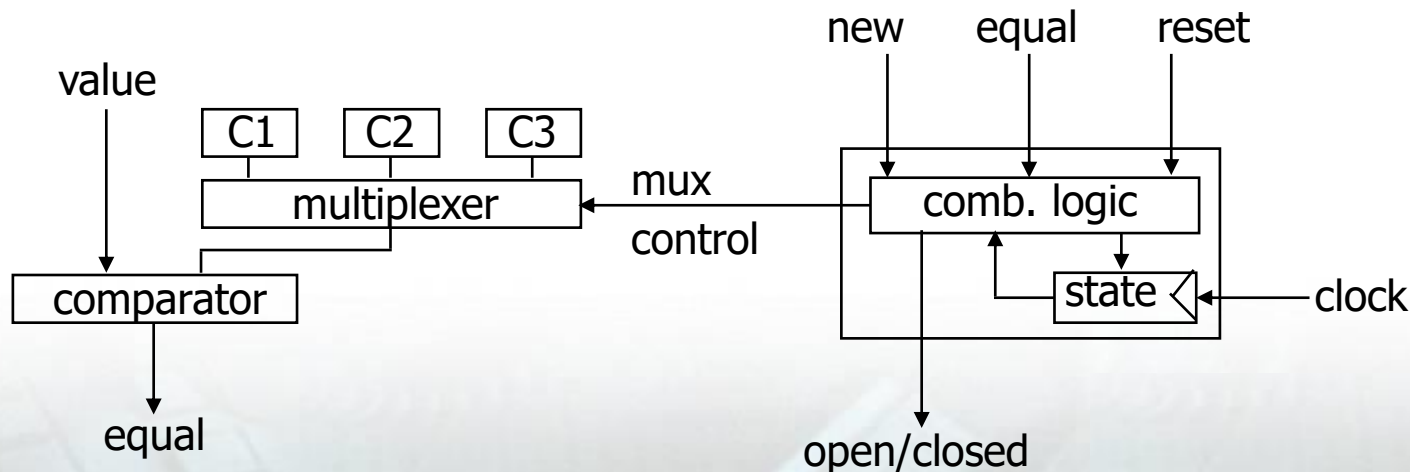 new equal reset
value
C1 C2 C3
multiplexer
mux
control
comb. logic
comparator
state
clock
equal
open/closed